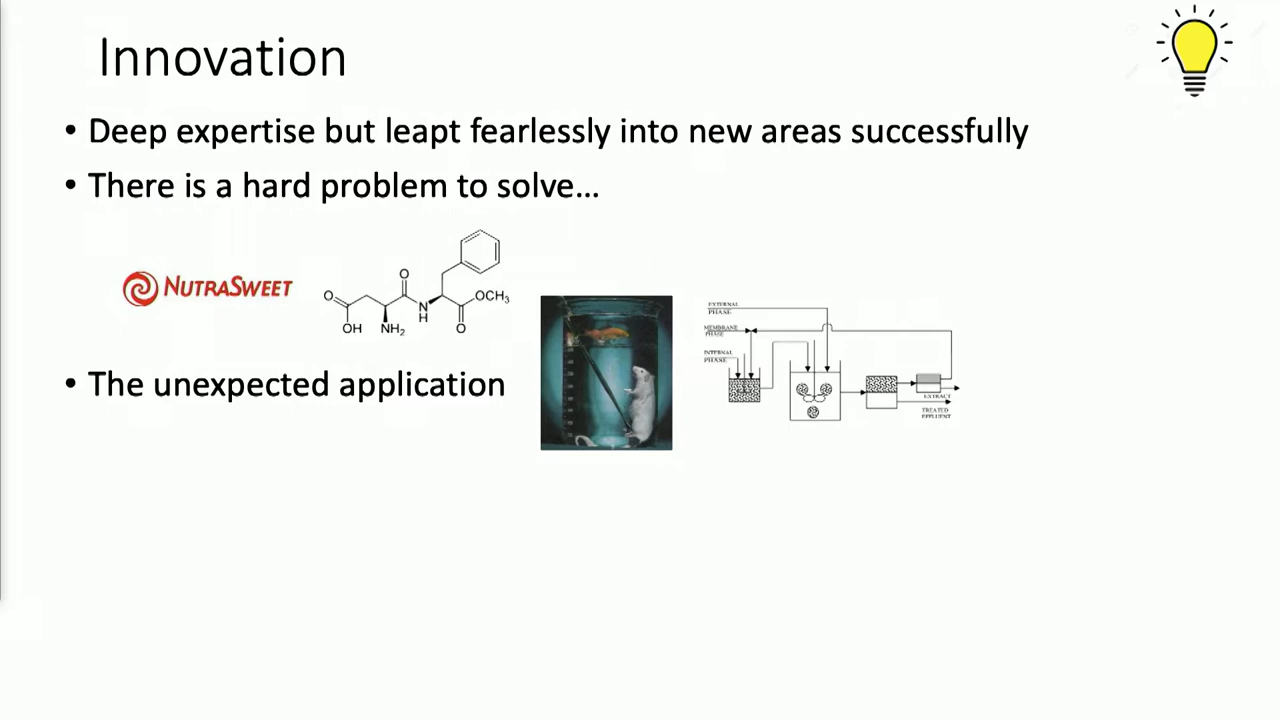 Innovation
• Deep expertise but leapt fearlessly into new areas successfully
• There is a hard problem to solve...
NUTRASWEET
O
O
OCH3
OH
NH2
N
H
O
EXTERNAL
PHASE
MEMBRANE
PHASE
INTERNAL
PHASE
EXTRACT
TREATED
EFFLUENT
• The unexpected application